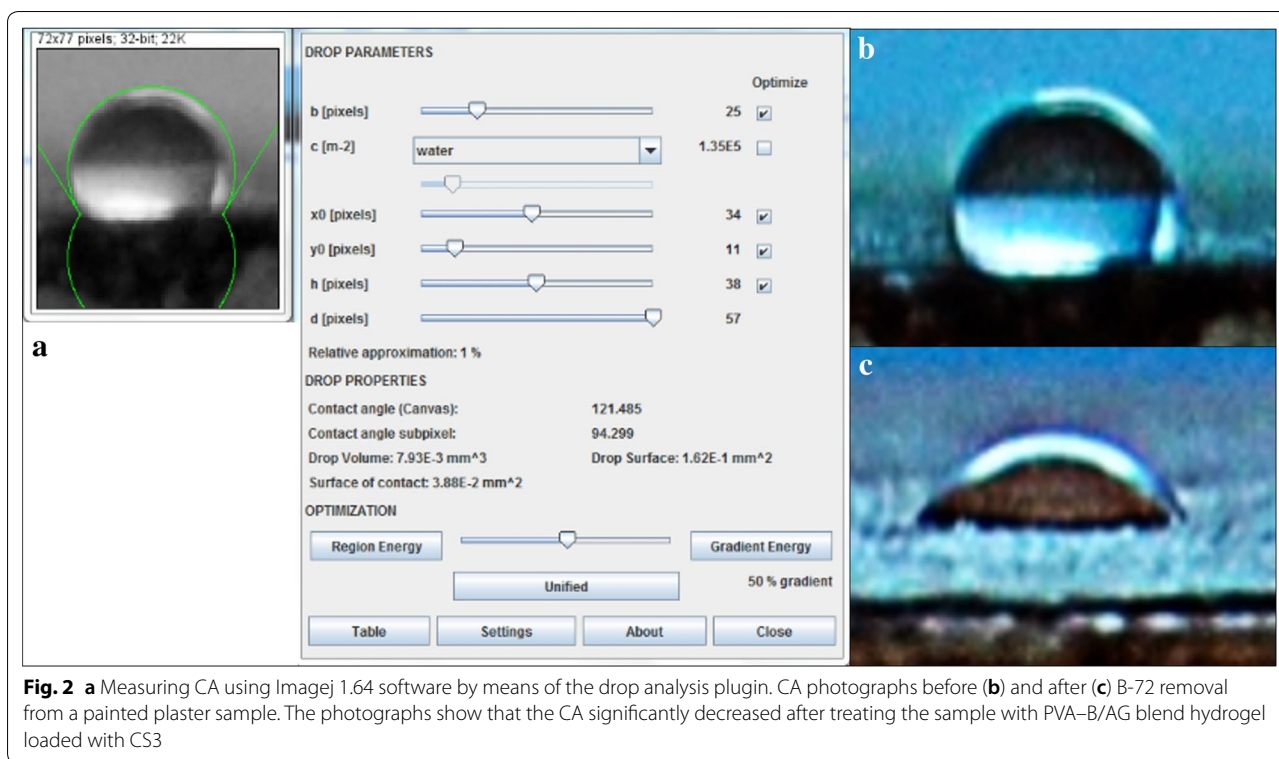 72x77 pixels; 32-bit; 22K
a
DROP PARAMETERS
Optimize
b [pixels] 25
c [m-2] water 1.35E5
x0 [pixels] 34
y0 [pixels] 11
h [pixels] 38
d [pixels] 57
Relative approximation: 1 %
DROP PROPERTIES
Contact angle (Canvas): 121.485
Contact angle subpixel: 94.299
Drop Volume: 7.93E-3 mm^3 Drop Surface: 1.62E-1 mm^2
Surface of contact: 3.88E-2 mm^2
OPTIMIZATION
Region Energy Gradient Energy
Unified 50 % gradient
Table Settings About Close
b
c
Fig. 2 a Measuring CA using Imagej 1.64 software by means of the drop analysis plugin. CA photographs before (b) and after (c) B-72 removal
from a painted plaster sample. The photographs show that the CA significantly decreased after treating the sample with PVA–B/AG blend hydrogel
loaded with CS3